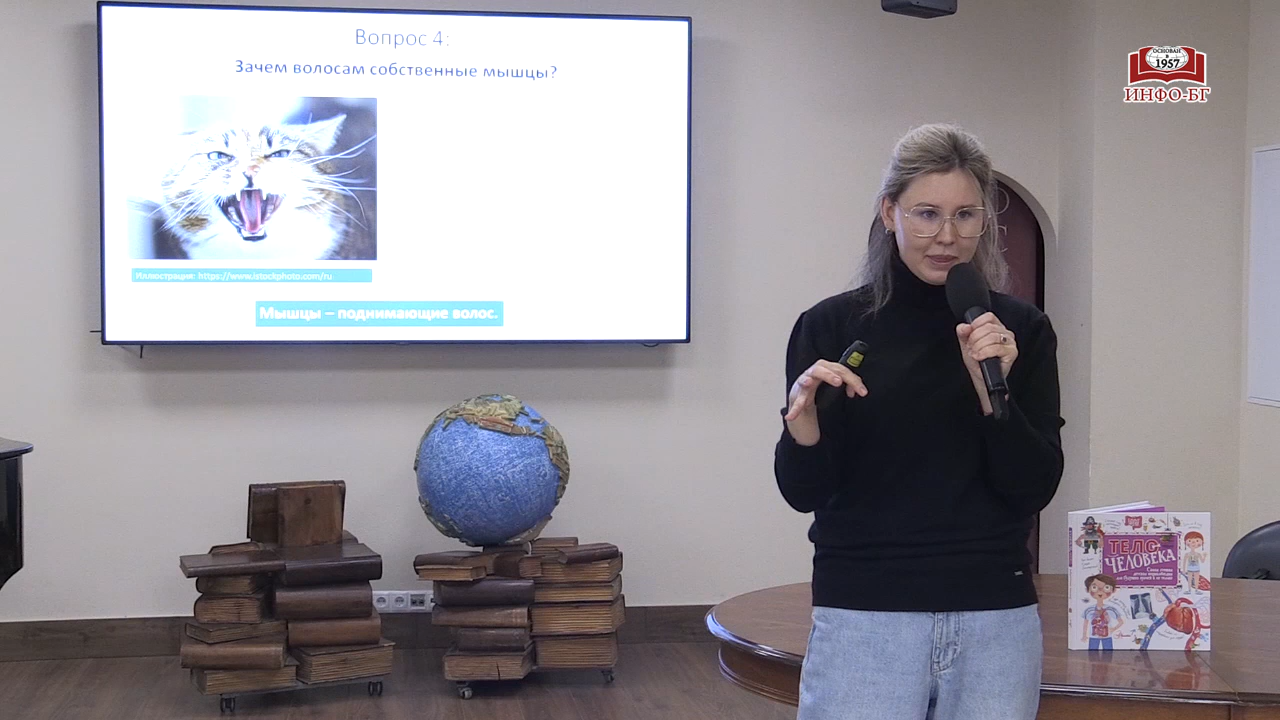 Вопрос 4:
Зачем волосам собственные мышцы?
Иллюстрация: https://www.istockphoto.com/ru
Мышцы – поднимающие волос.
ОСНОВАН
В
1957
ИНФО-БГ
ТЕЛО
ЧЕЛОВЕКА